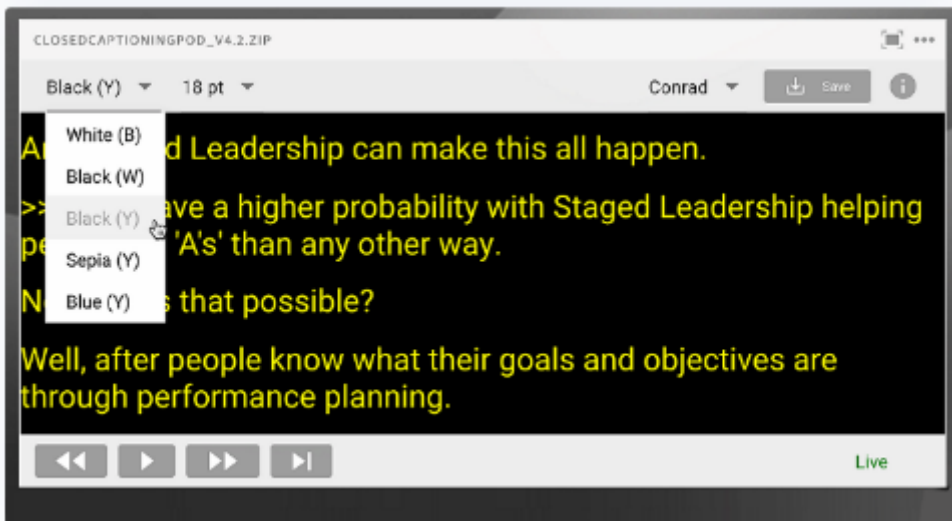 CLOSEDCAPTIONINGPOD_V4.2.ZIP
Black (Y) 18 pt Conrad Save
White (B)
Black (W)
Black (Y)
Sepia (Y)
Blue (Y)
d Leadership can make this all happen.
>> ave a higher probability with Staged Leadership helping
pe 'A's' than any other way.
s that possible?
Well, after people know what their goals and objectives are
through performance planning.
Live